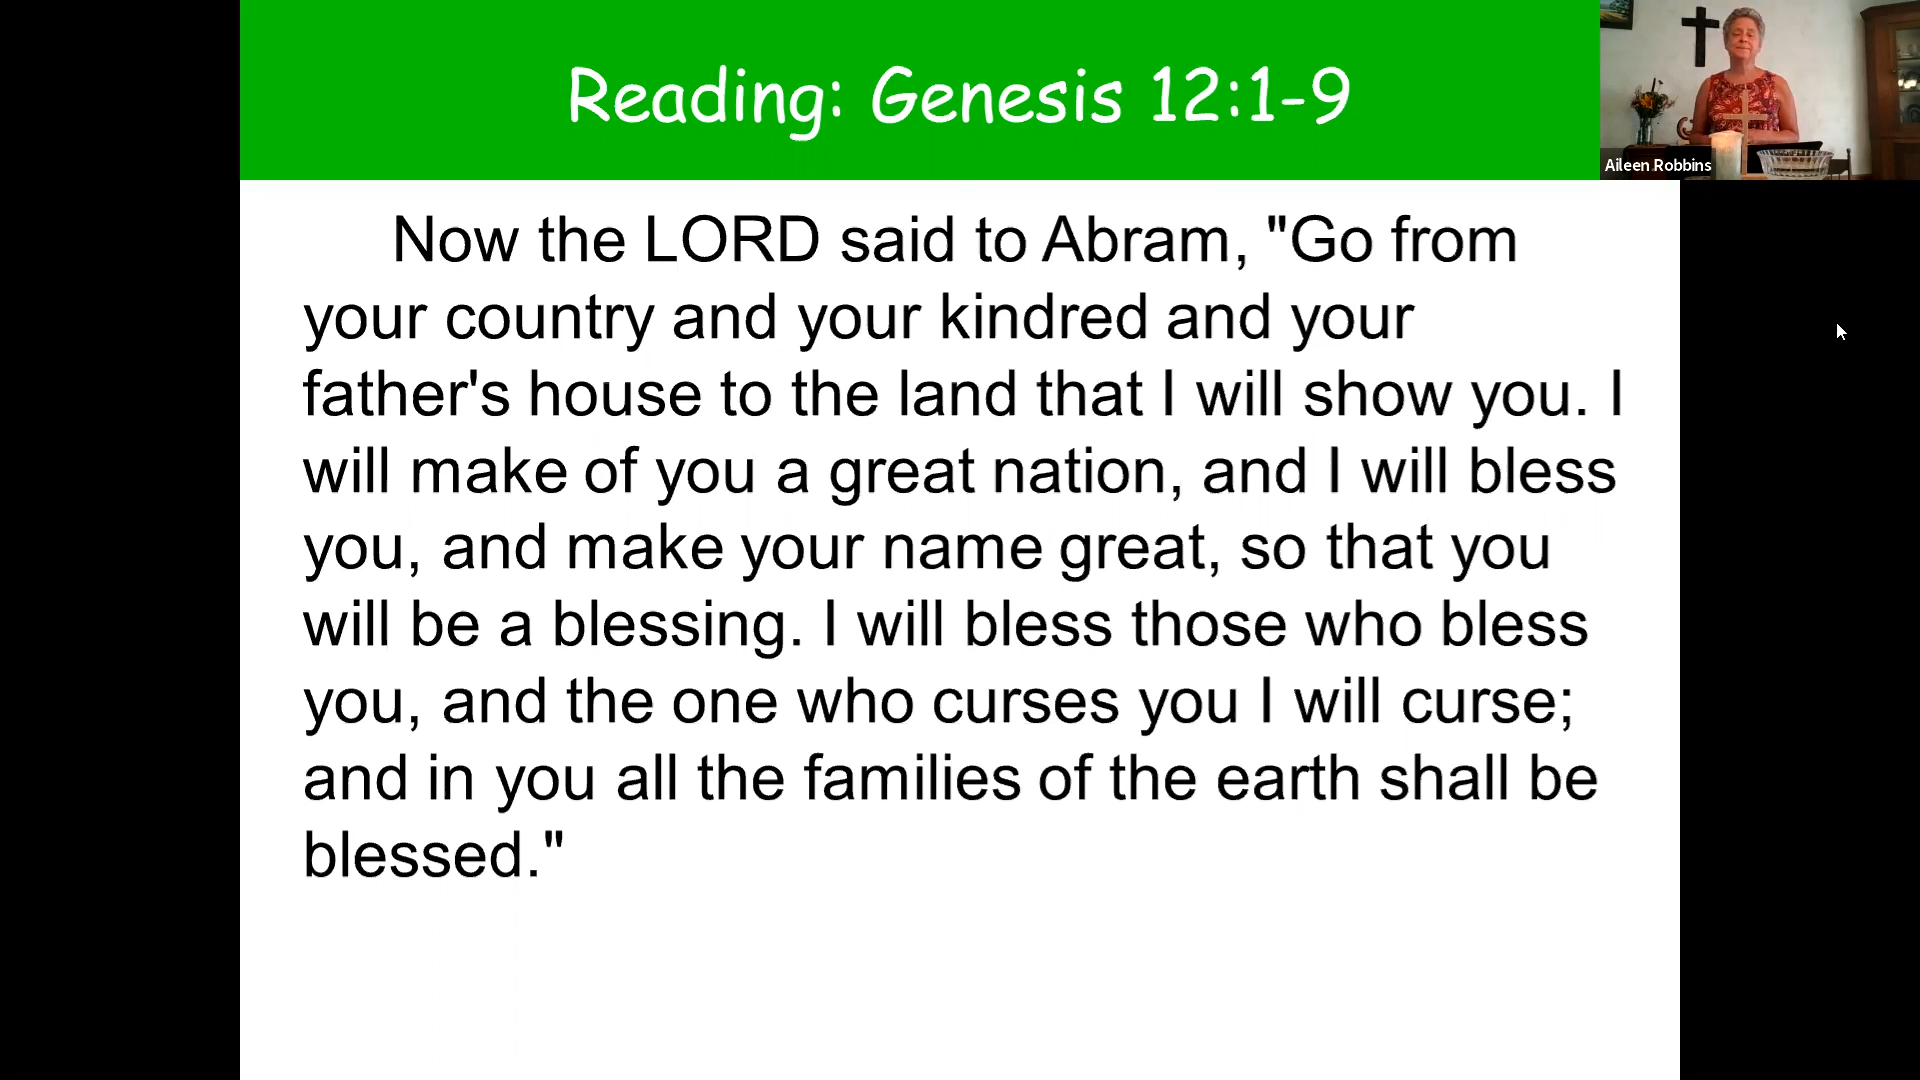 Reading: Genesis 12:1-9
Aileen Robbins
Now the LORD said to Abram, "Go from
your country and your kindred and your
father's house to the land that I will show you. I
will make of you a great nation, and I will bless
you, and make your name great, so that you
will be a blessing. I will bless those who bless
you, and the one who curses you I will curse;
and in you all the families of the earth shall be
blessed."